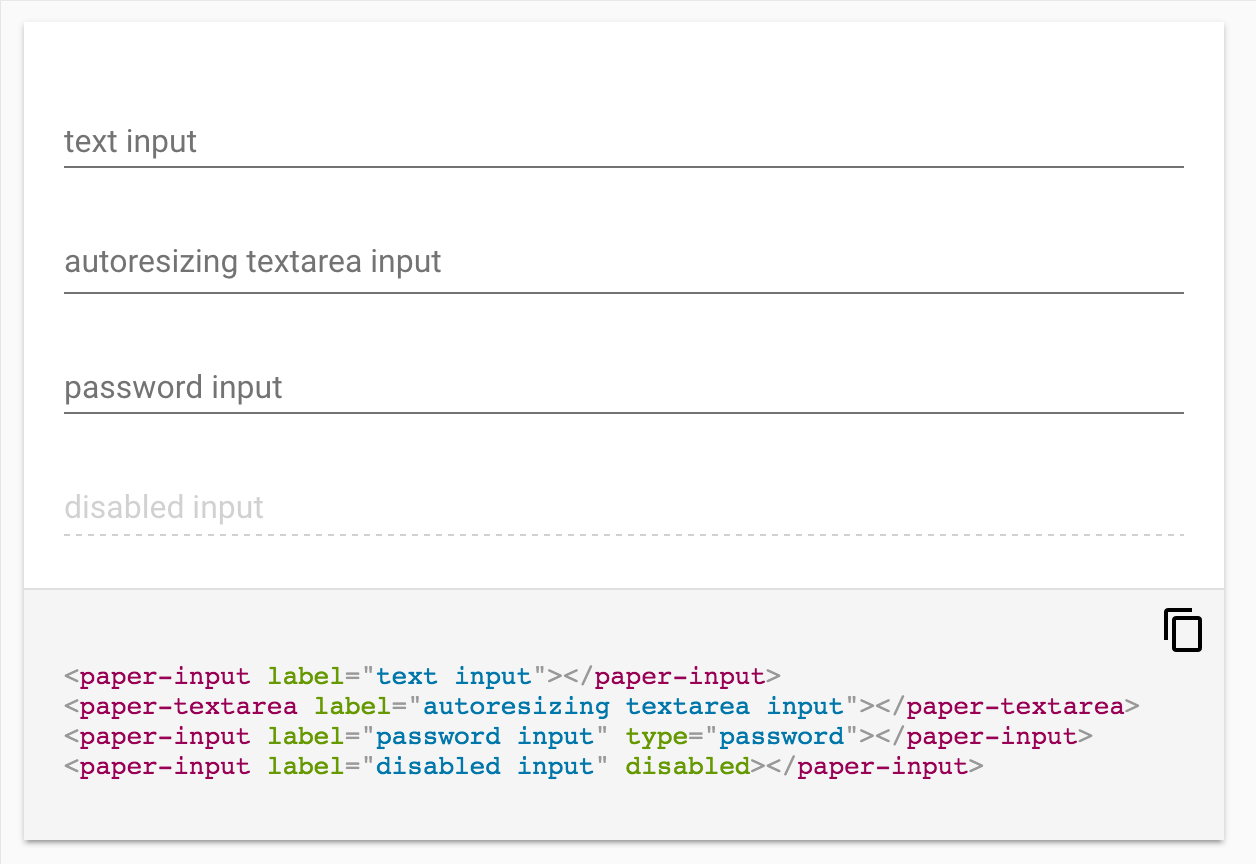 text input
autoresizing textarea input
password input
disabled input
<paper-input label="text input"></paper-input>
<paper-textarea label="autoresizing textarea input"></paper-textarea>
<paper-input label="password input" type="password"></paper-input>
<paper-input label="disabled input" disabled></paper-input>